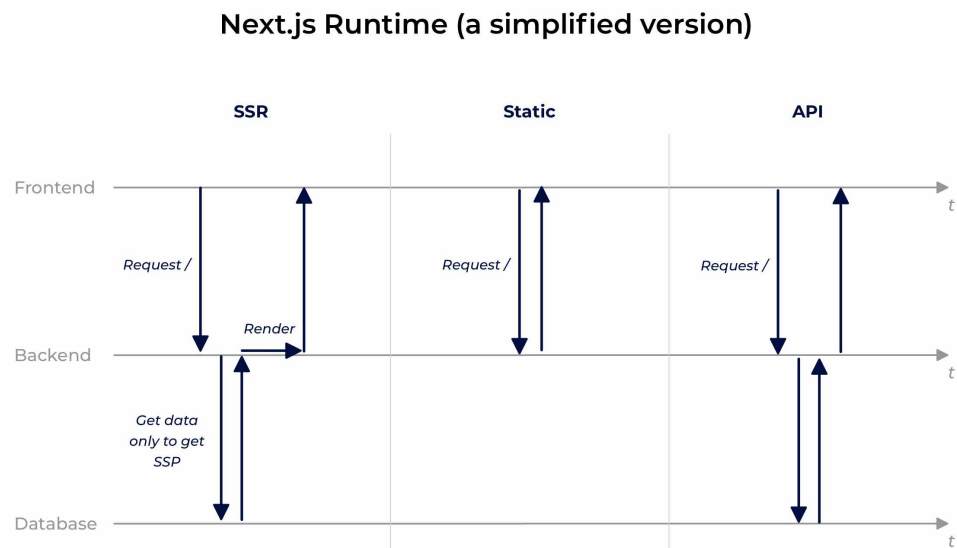 Next.js Runtime (a simplified version)
SSR
Static
API
Frontend
t
Request /
Request /
Request /
Render
Backend
t
Get data
only to get
SSP
Database
t